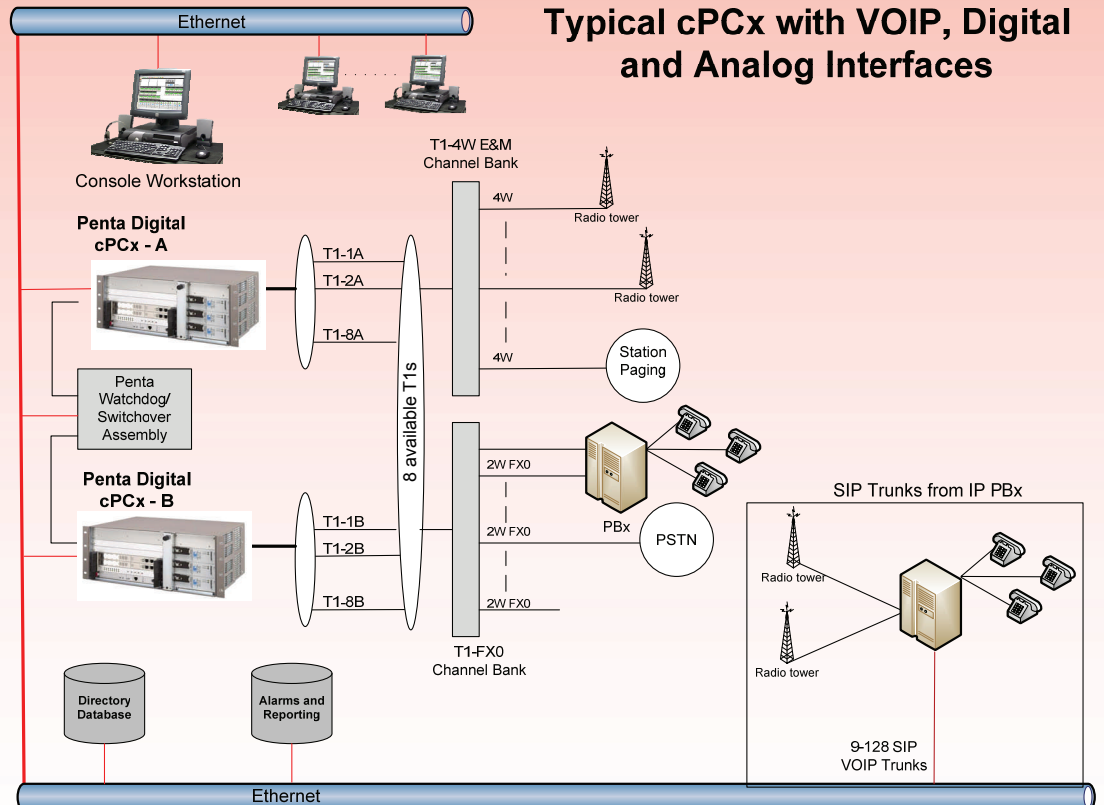 Ethernet
Typical cPCx with VOIP, Digital
and Analog Interfaces
Console Workstation
T1-4W E&M
Channel Bank
4W
Radio tower
Radio tower
4W
Station
Paging
Penta Digital
cPCx - A
T1-1A
T1-2A
T1-8A
8 available T1s
Penta
Watchdog/
Switchover
Assembly
Penta Digital
cPCx - B
T1-1B
T1-2B
T1-8B
2W FX0
2W FX0
2W FX0
PBx
PSTN
T1-FX0
Channel Bank
SIP Trunks from IP PBx
Radio tower
Radio tower
9-128 SIP
VOIP Trunks
Directory
Database
Alarms and
Reporting
Ethernet